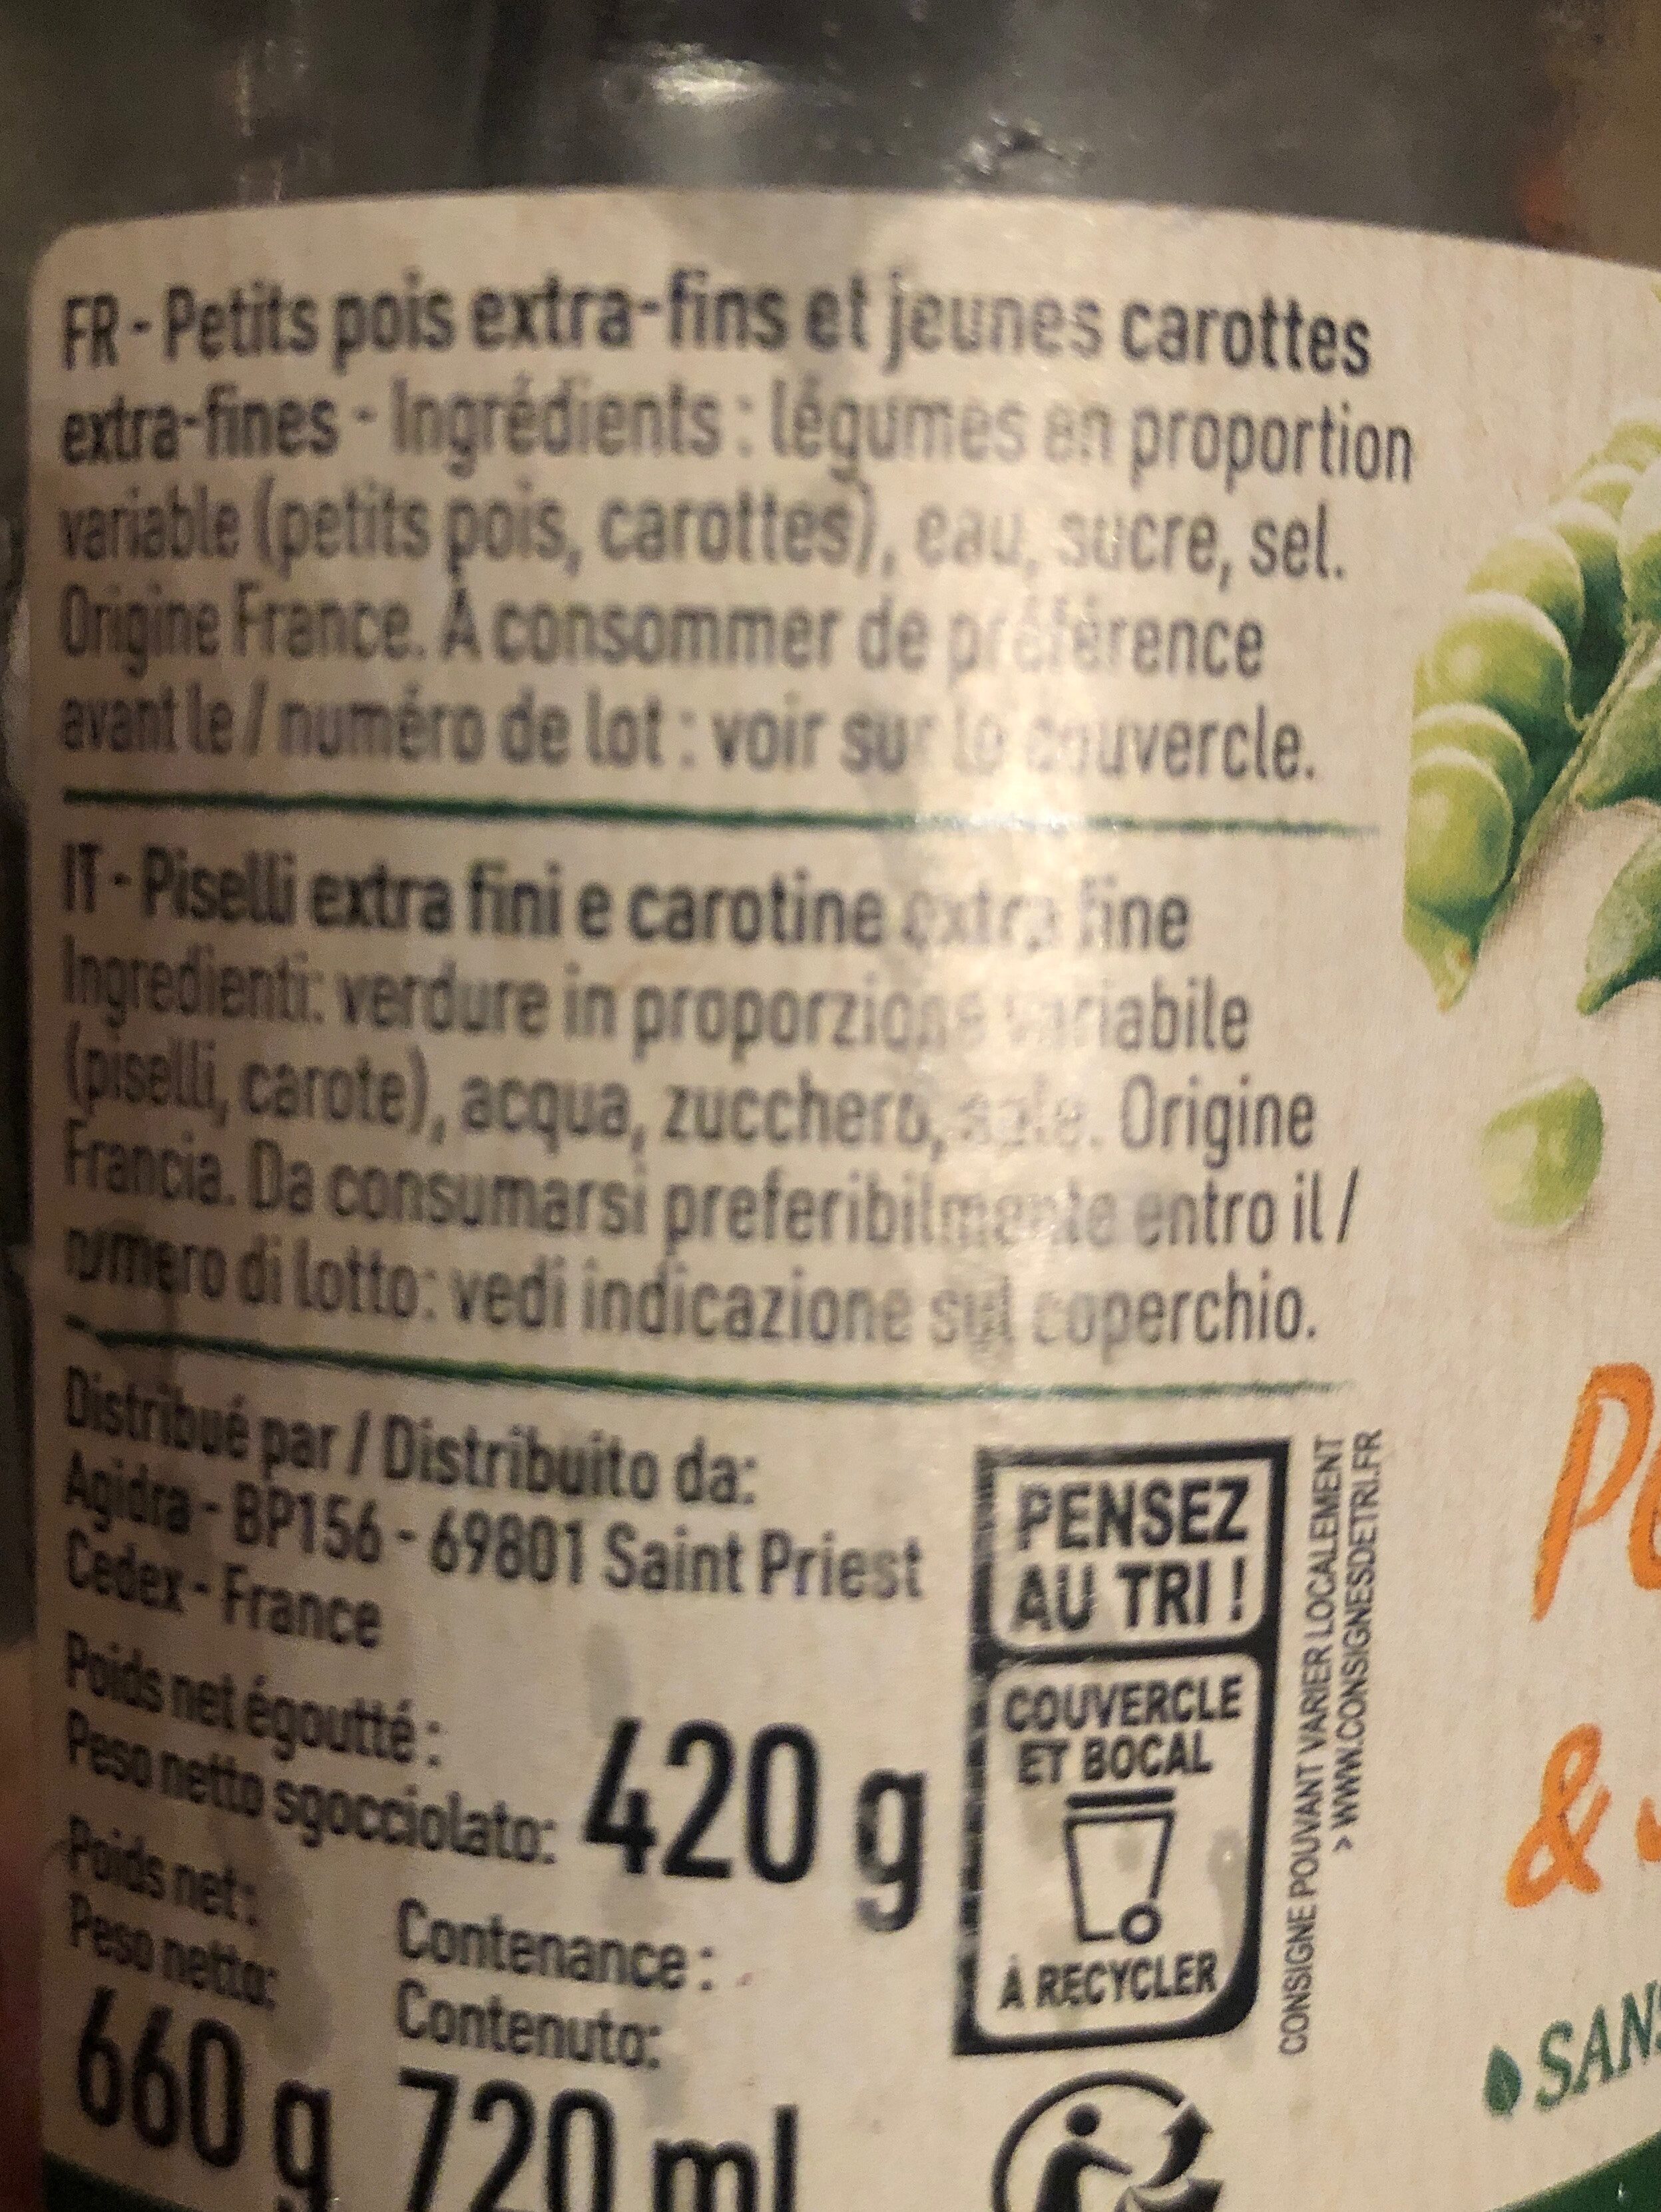 FR - Petits pois extra-fins et jeunes carottes
extra-fines - Ingrédients : légumes en proportion
variable (petits pois, carottes), eau, sucre, sel.
Origine France. À consommer de préférence
avant le / numéro de lot : voir sur le couvercle.
IT - Piselli extra fini e carotine extra fine
Ingredienti: verdure in proporzione variabile
(piselli, carote), acqua, zucchero, sale. Origine
Francia. Da consumarsi preferibilmente entro il /
numero di lotto: vedi indicazione sul coperchio.
Distribué par / Distribuito da:
Agidra - BP156 - 69801 Saint Priest
Cedex - France
Poids net égoutté :
Peso netto sgocciolato:
420 g
Poids net :
Peso netto:
660 g
Contenance :
Contenuto:
720 ml
PENSEZ
AU TRI !
COUVERCLE
ET BOCAL
À RECYCLER
CONSIGNE POUVANT VARIER LOCALEMENT
> WWW.CONSIGNESDETRI.FR
&